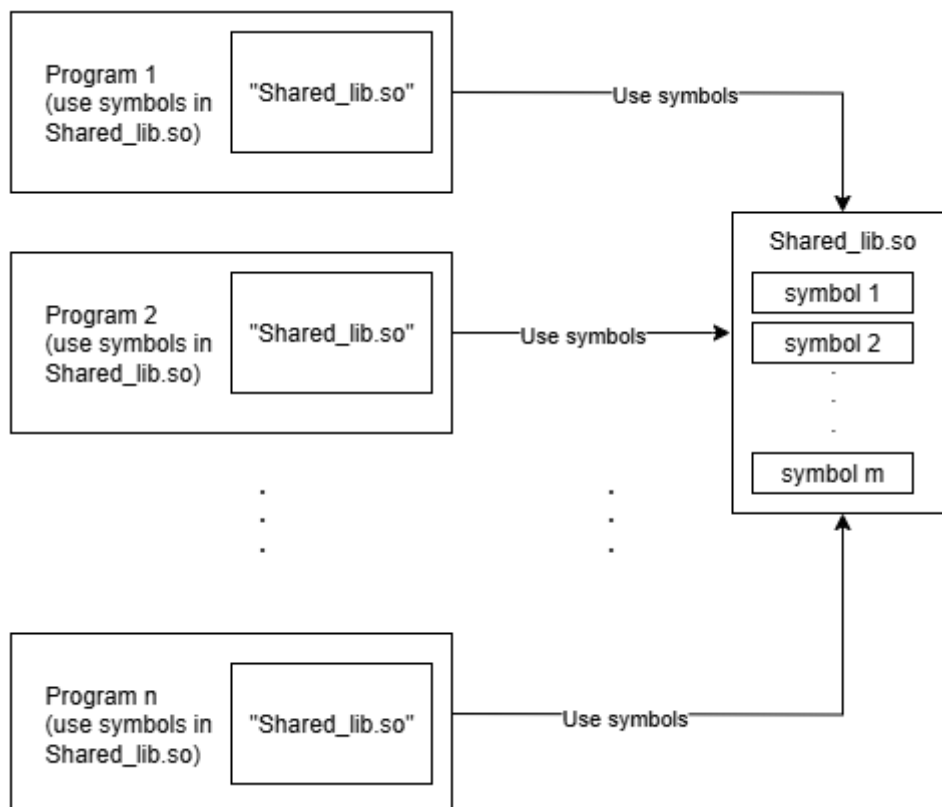 Program 1
(use symbols in
Shared_lib.so)
"Shared_lib.so"
Use symbols
Shared_lib.so
symbol 1
symbol 2
symbol m
Program 2
(use symbols in
Shared_lib.so)
"Shared_lib.so"
Use symbols
Program n
(use symbols in
Shared_lib.so)
"Shared_lib.so"
Use symbols